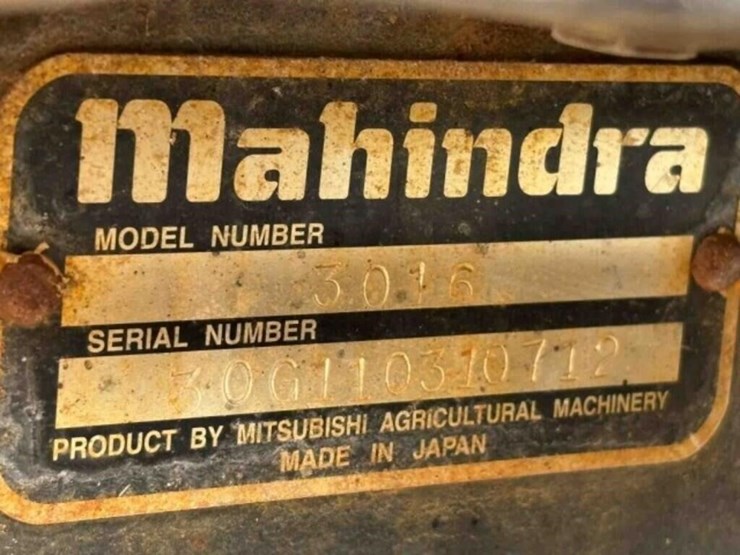 Mahindra
MODEL NUMBER
3016
SERIAL NUMBER
30G110310712
PRODUCT BY MITSUBISHI AGRICULTURAL MACHINERY
MADE IN JAPAN